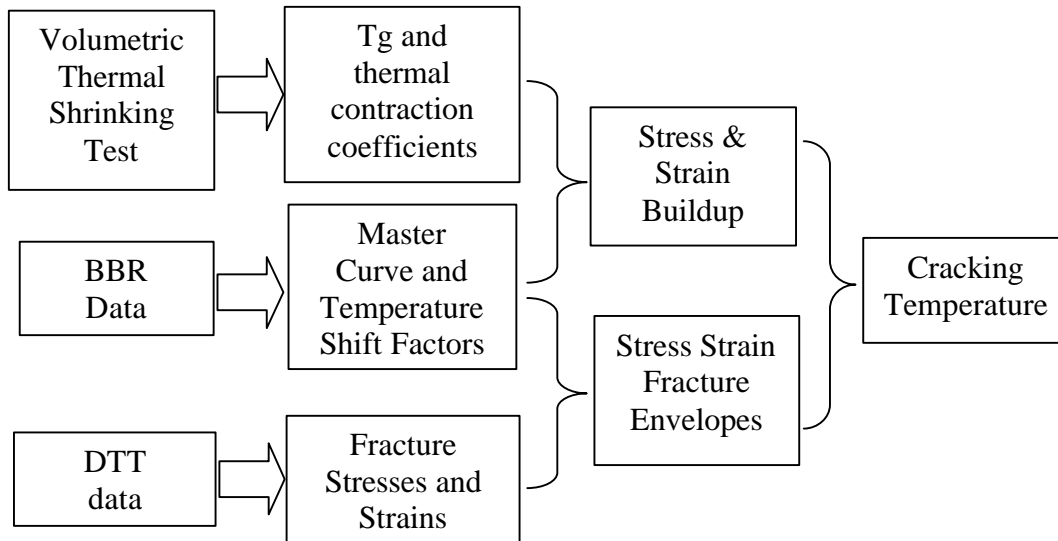 Volumetric
Thermal
Shrinking
Test
Tg and
thermal
contraction
coefficients
Stress &
Strain
Buildup
BBR
Data
Master
Curve and
Temperature
Shift Factors
Cracking
Temperature
Stress Strain
Fracture
Envelopes
DTT
data
Fracture
Stresses and
Strains